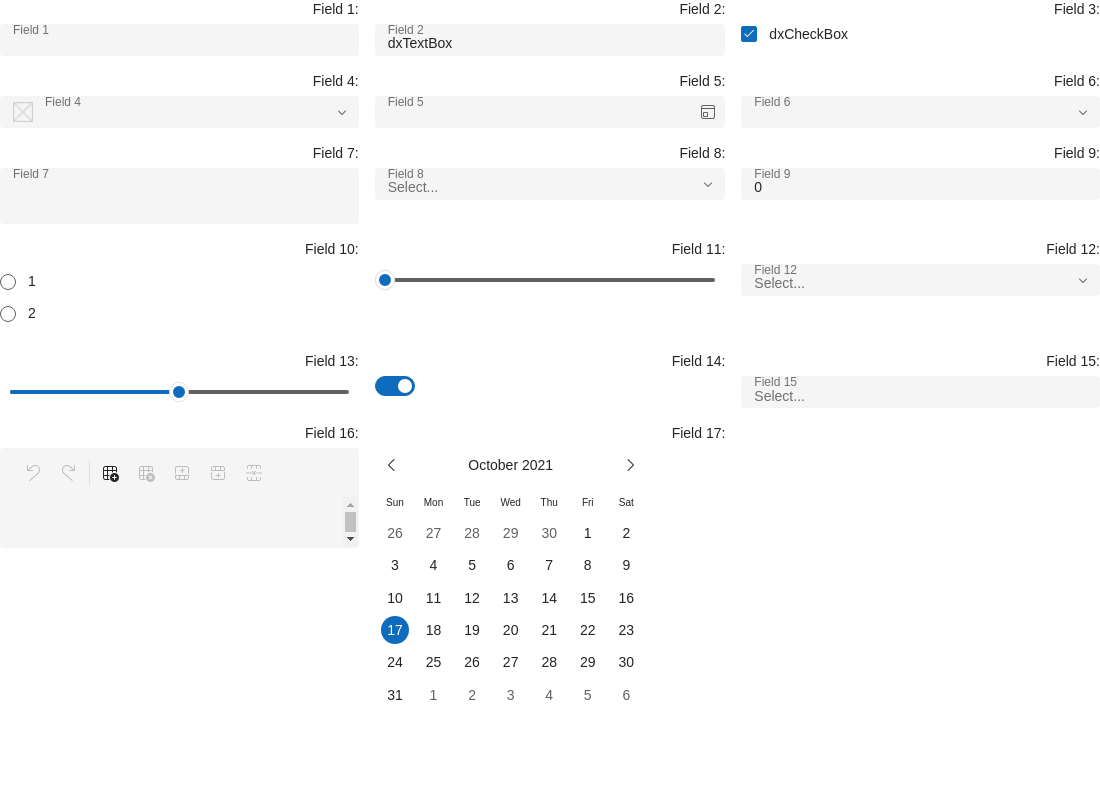 Field 1:
Field 1
Field 2:
Field 2
dxTextBox
Field 3:
dxCheckBox
Field 4:
Field 4
Field 5:
Field 5
Field 6:
Field 6
Field 7:
Field 7
Field 8:
Field 8
Select...
Field 9:
Field 9
0
Field 10:
1
2
Field 11:
Field 12:
Field 12
Select...
Field 13:
Field 14:
Field 15:
Field 15
Select...
Field 16:
Field 17:
October 2021
Sun Mon Tue Wed Thu Fri Sat
26 27 28 29 30 1 2
3 4 5 6 7 8 9
10 11 12 13 14 15 16
17 18 19 20 21 22 23
24 25 26 27 28 29 30
31 1 2 3 4 5 6